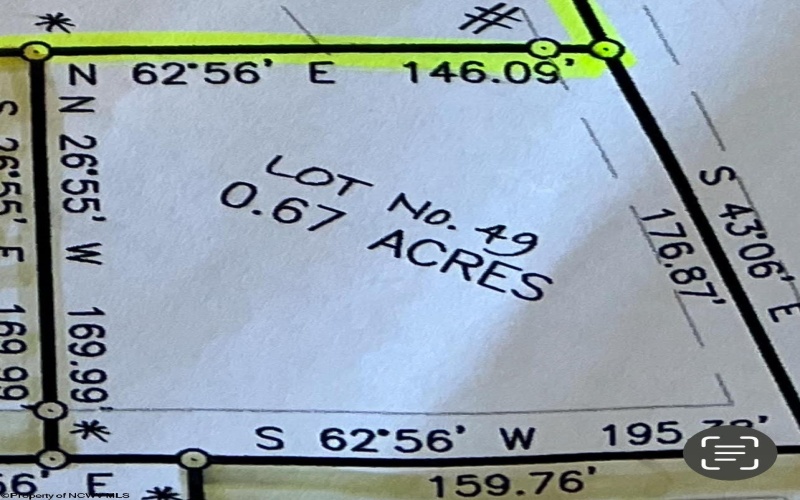 *
#
N 62°56' E 146.09'
S 26°55' E 169.99
N 26°55' W 169.99'
LOT No. 49
0.67 ACRES
S 43°06' E
176.87'
*
S 62°56' W 195
56' E
159.76'
*
©Property of NCWV MLS